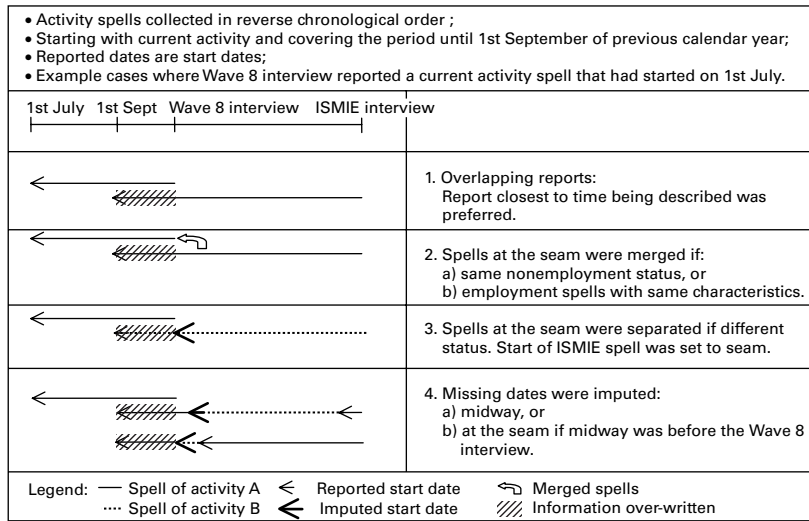 • Activity spells collected in reverse chronological order ;
• Starting with current activity and covering the period until 1st September of previous calendar year;
• Reported dates are start dates;
• Example cases where Wave 8 interview reported a current activity spell that had started on 1st July.
1st July 1st Sept Wave 8 interview ISMIE interview
1. Overlapping reports:
Report closest to time being described was
preferred.
2. Spells at the seam were merged if:
a) same nonemployment status, or
b) employment spells with same characteristics.
3. Spells at the seam were separated if different
status. Start of ISMIE spell was set to seam.
4. Missing dates were imputed:
a) midway, or
b) at the seam if midway was before the Wave 8
interview.
Legend: Spell of activity A Reported start date Merged spells
Spell of activity B Imputed start date Information over-written